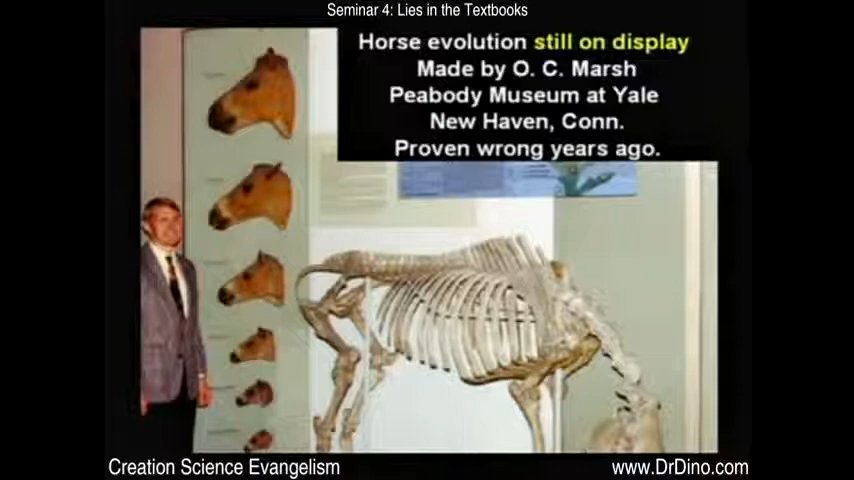 Seminar 4: Lies in the Textbooks
Horse evolution still on display
Made by O. C. Marsh
Peabody Museum at Yale
New Haven, Conn.
Proven wrong years ago.
Creation Science Evangelism
www.DrDino.com